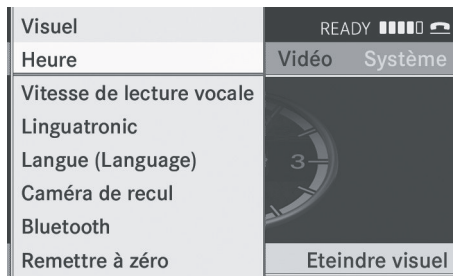 Visuel
READY
Heure
Vidéo Système
Vitesse de lecture vocale
Linguatronic
Langue (Language)
3
Caméra de recul
Bluetooth
Remettre à zéro
Eteindre visuel